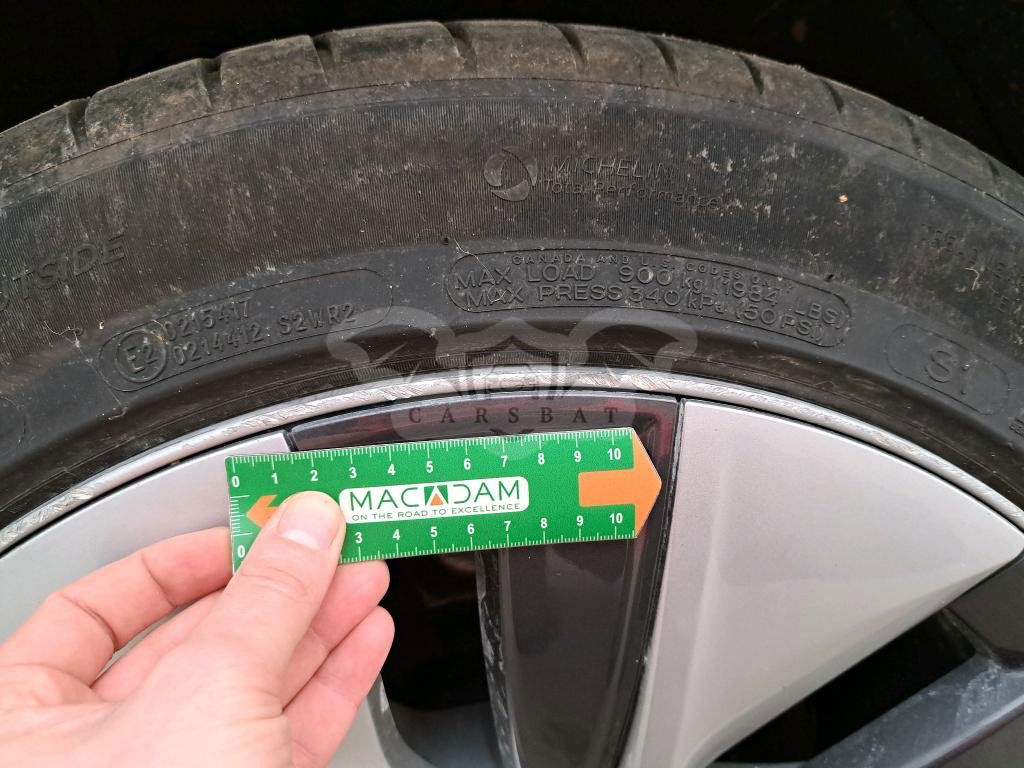 MICHELIN
Total Performance
OUTSIDE
CANADA AND U.S. CODES ONLY
MAX LOAD 900 kg (1984 LBS)
MAX PRESS 340 kPa (50 PSI)
E2 0215417
0214412 S2WR2
S1
CARSBAT
0 1 2 3 4 5 6 7 8 9 10
MACADAM
ON THE ROAD TO EXCELLENCE
0 3 4 5 6 7 8 9 10